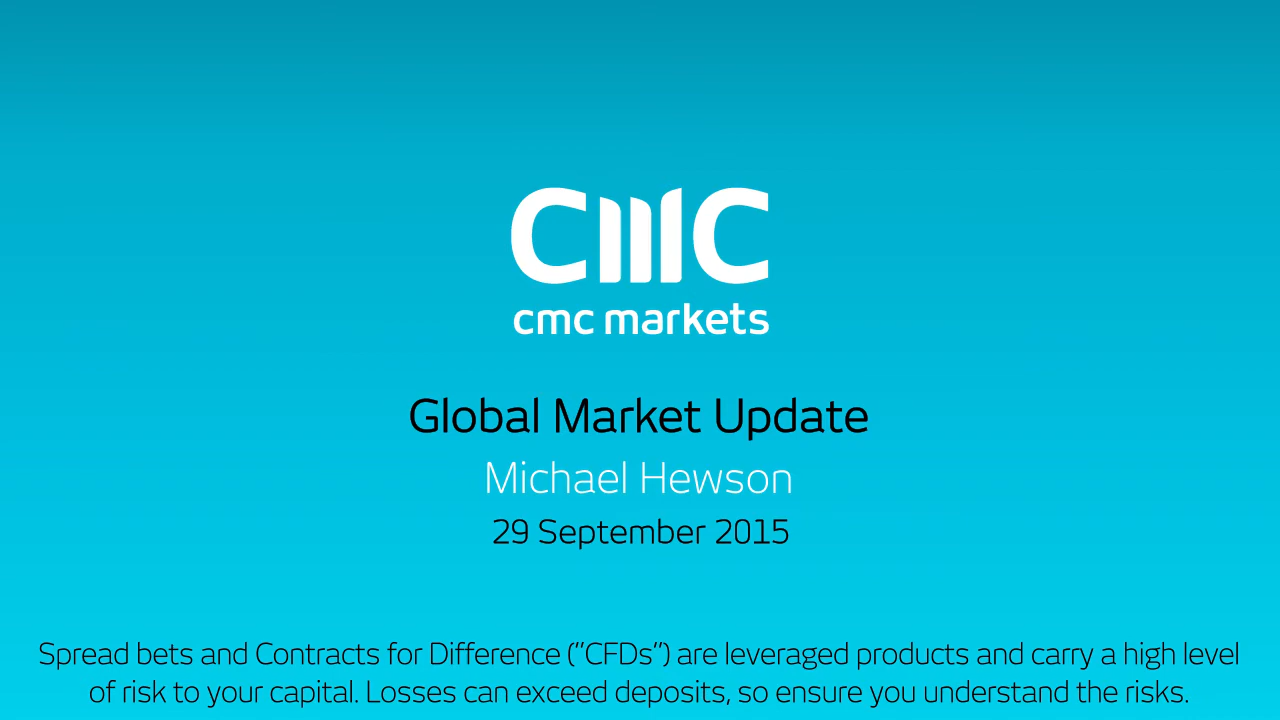 CMC
cmc markets
Global Market Update
Michael Hewson
29 September 2015
Spread bets and Contracts for Difference (“CFDs”) are leveraged products and carry a high level
of risk to your capital. Losses can exceed deposits, so ensure you understand the risks.